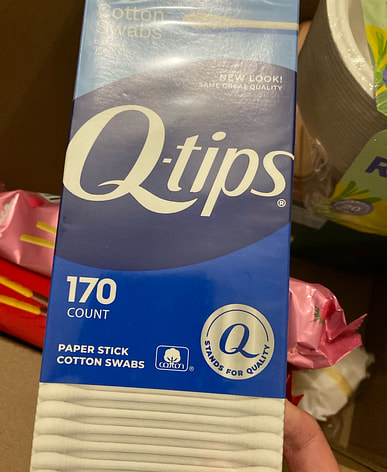 Cotton
Swabs
NEW LOOK!
SAME GREAT QUALITY
Q-tips®
170
COUNT
PAPER STICK
COTTON SWABS
cotton®
Q
STANDS FOR QUALITY
R